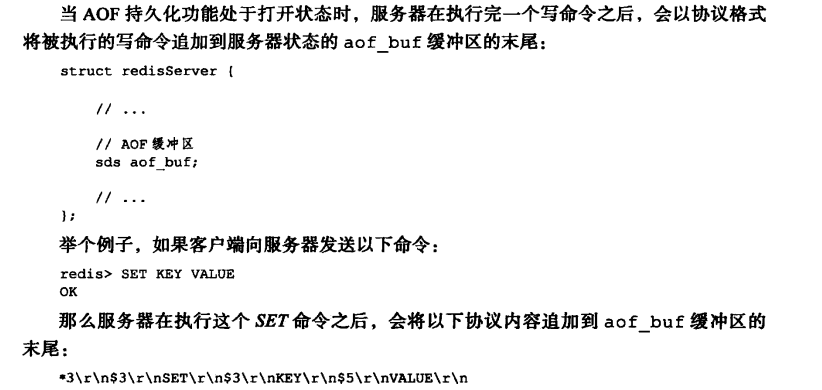 当 AOF 持久化功能处于打开状态时，服务器在执行完一个写命令之后，会以协议格式
将被执行的写命令追加到服务器状态的 aof_buf 缓冲区的末尾：
struct redisServer {
// ...
// AOF 缓冲区
sds aof_buf;
// ...
};
举个例子，如果客户端向服务器发送以下命令：
redis> SET KEY VALUE
OK
那么服务器在执行这个 SET 命令之后，会将以下协议内容追加到 aof_buf 缓冲区的
末尾：
*3\r\n$3\r\nSET\r\n$3\r\nKEY\r\n$5\r\nVALUE\r\n